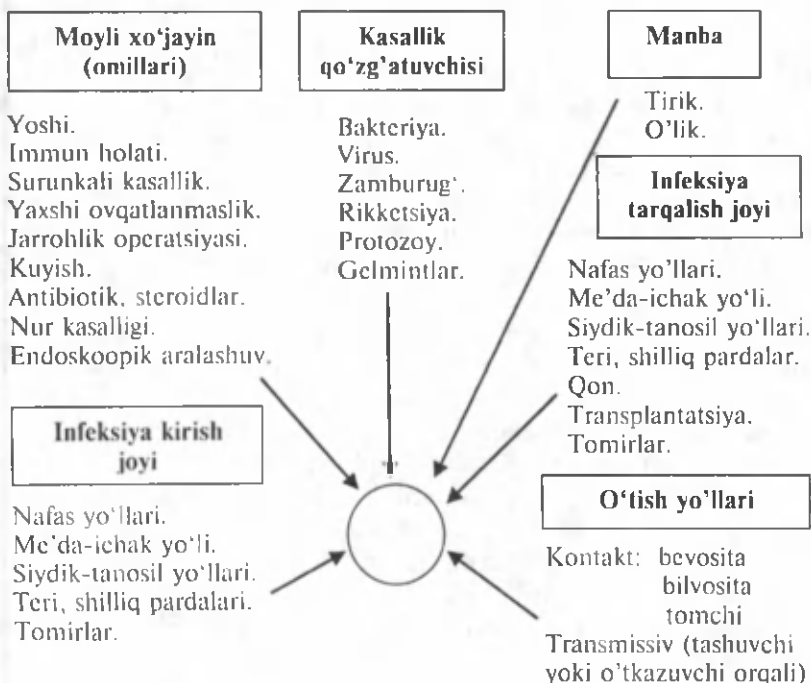 Moyli xo‘jayin
(omillari)
Yoshi.
Immun holati.
Surunkali kasallik.
Yaxshi ovqatlanmaslik.
Jarrohlik operatsiyasi.
Kuyish.
Antibiotik, steroidlar.
Nur kasalligi.
Endoskoopik aralashuv.
Kasallik
qo‘zg’atuvchisi
Bakteriya.
Virus.
Zamburug‘.
Rikketsiya.
Protozoy.
Gelmintlar.
Manba
Tirik.
O’lik.
Infeksiya
tarqalish joyi
Nafas yo’llari.
Me’da-ichak yo‘li.
Siydik-tanosil yo’llari.
Teri, shilliq pardalar.
Qon.
Transplantatsiya.
Tomirlar.
Infeksiya kirish
joyi
Nafas yo‘llari.
Me’da-ichak yo‘li.
Siydik-tanosil yo‘llari.
Teri, shilliq pardalari.
Tomirlar.
O‘tish yo’llari
Kontakt: bevosita
bilvosita
tomchi
Transmissiv (tashuvchi
yoki o’tkazuvchi orqali)